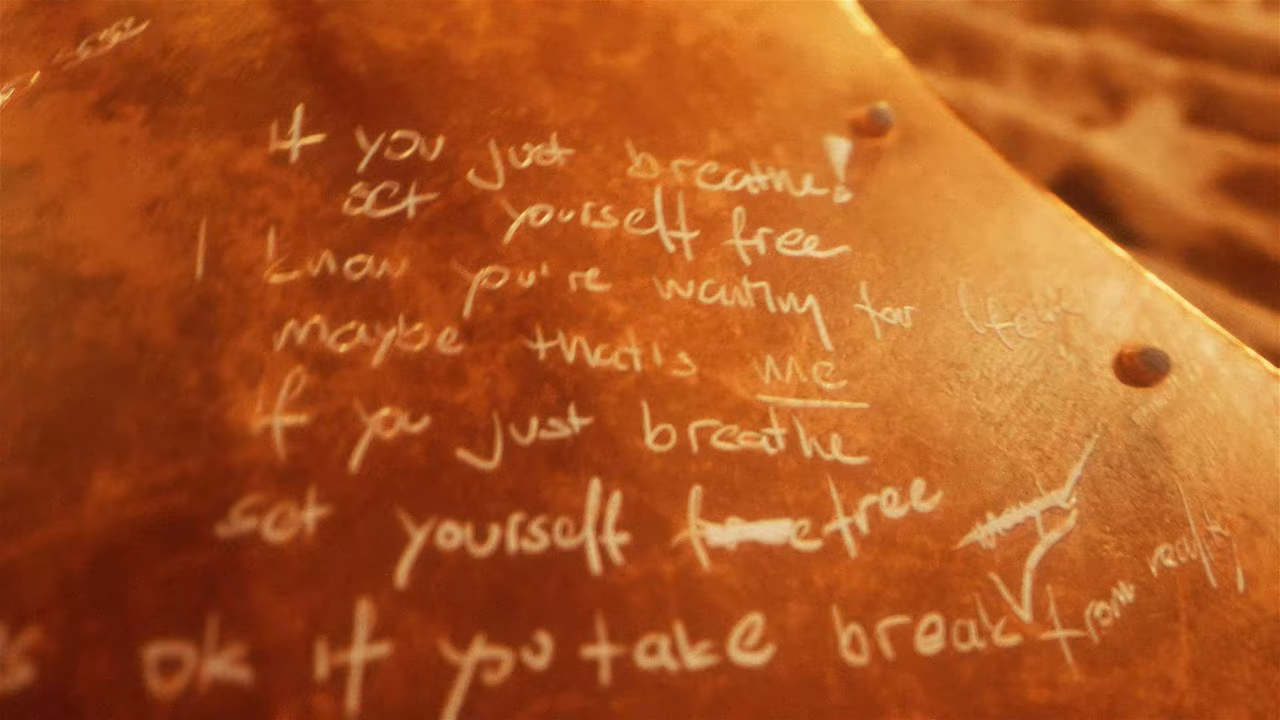 if you just breathe!
set yourself free
I know you're waiting for
maybe that's me
If you just breathe
set yourself free
ok if you take break from reality